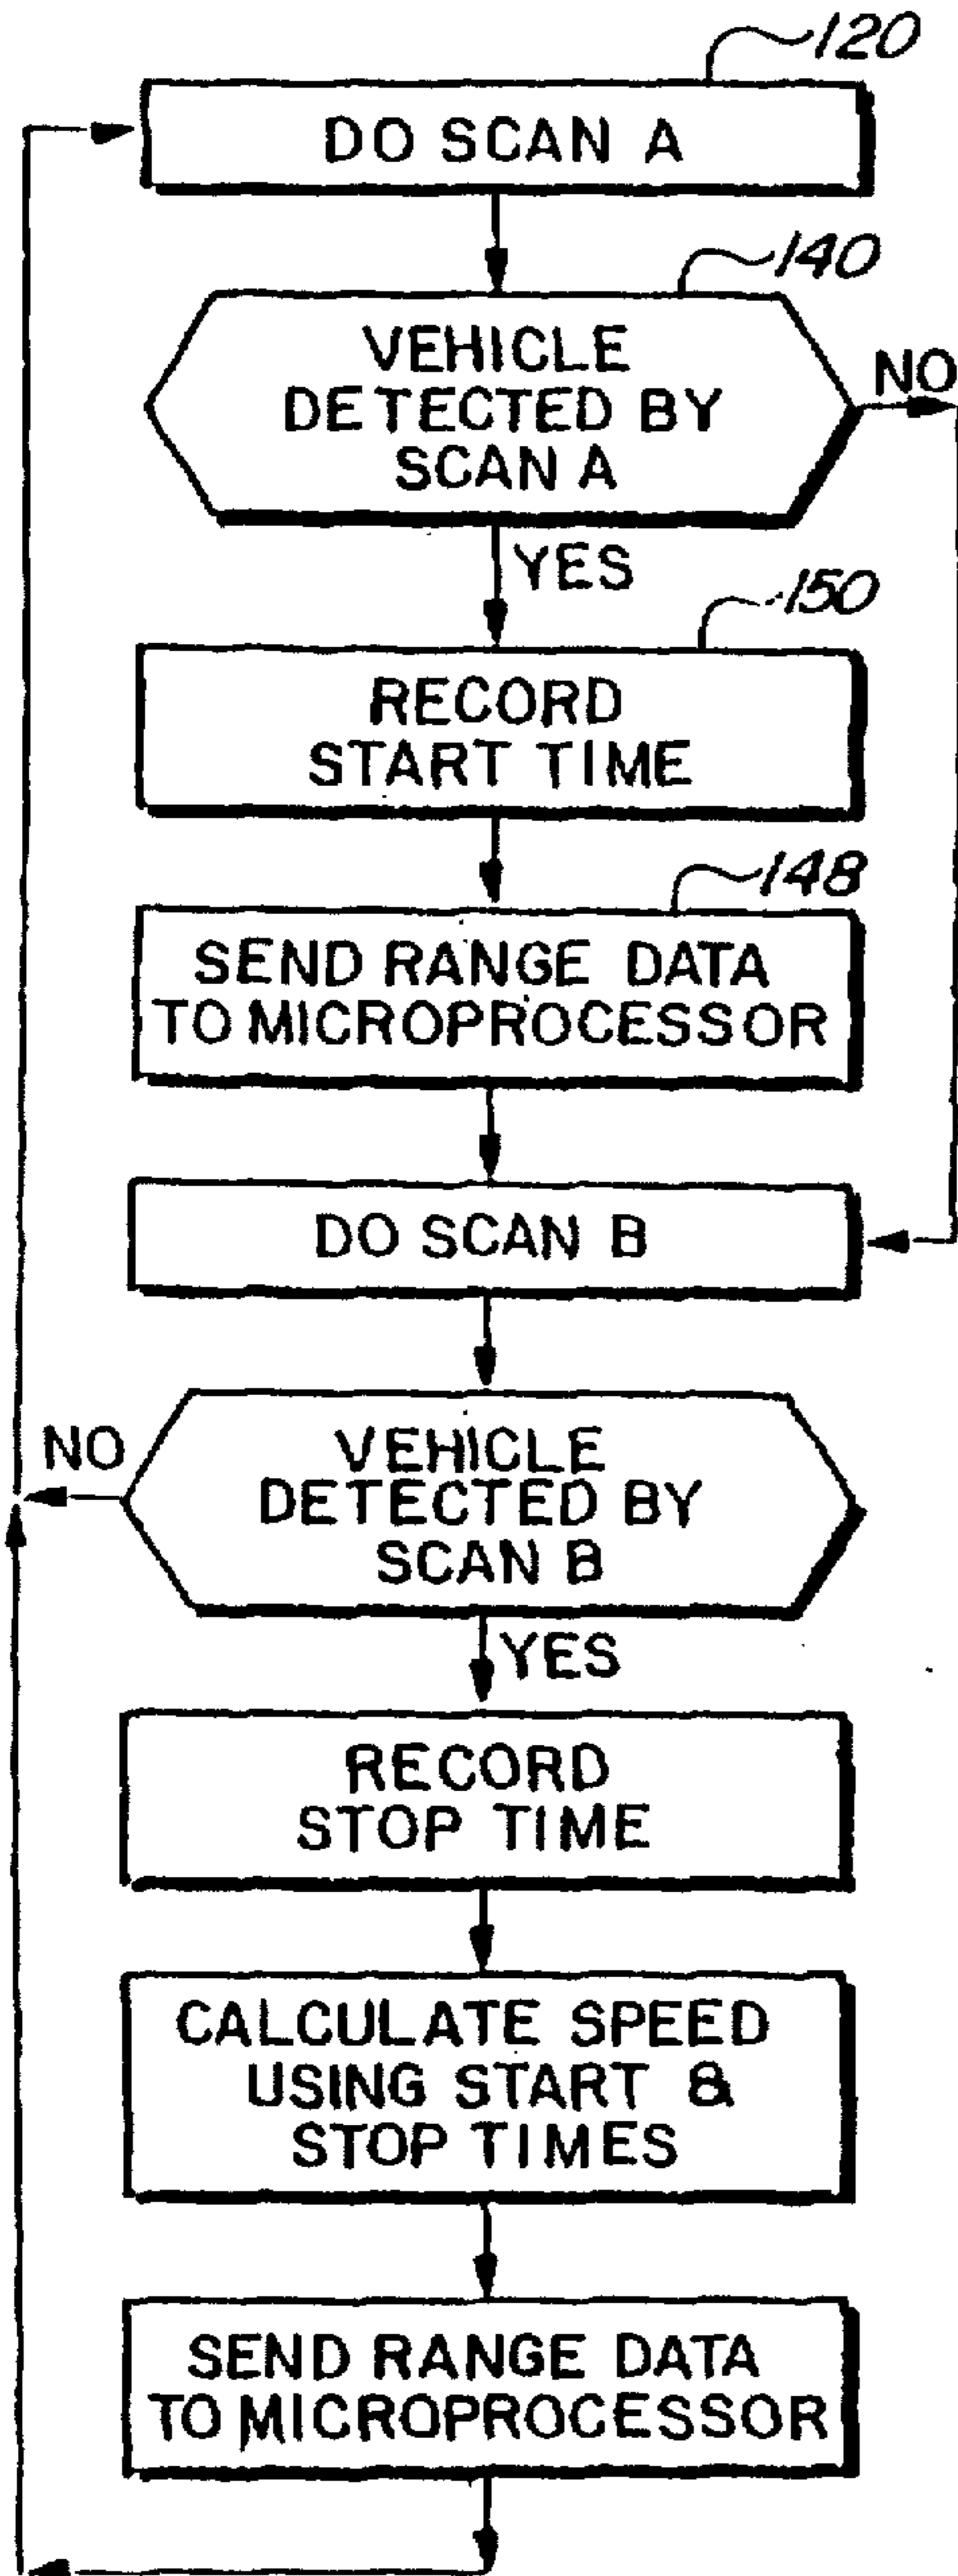 120
DO SCAN A
140
VEHICLE
DETECTED BY
SCAN A
NO
YES
150
RECORD
START TIME
148
SEND RANGE DATA
TO MICROPROCESSOR
DO SCAN B
NO
VEHICLE
DETECTED BY
SCAN B
YES
RECORD
STOP TIME
CALCULATE SPEED
USING START &
STOP TIMES
SEND RANGE DATA
TO MICROPROCESSOR